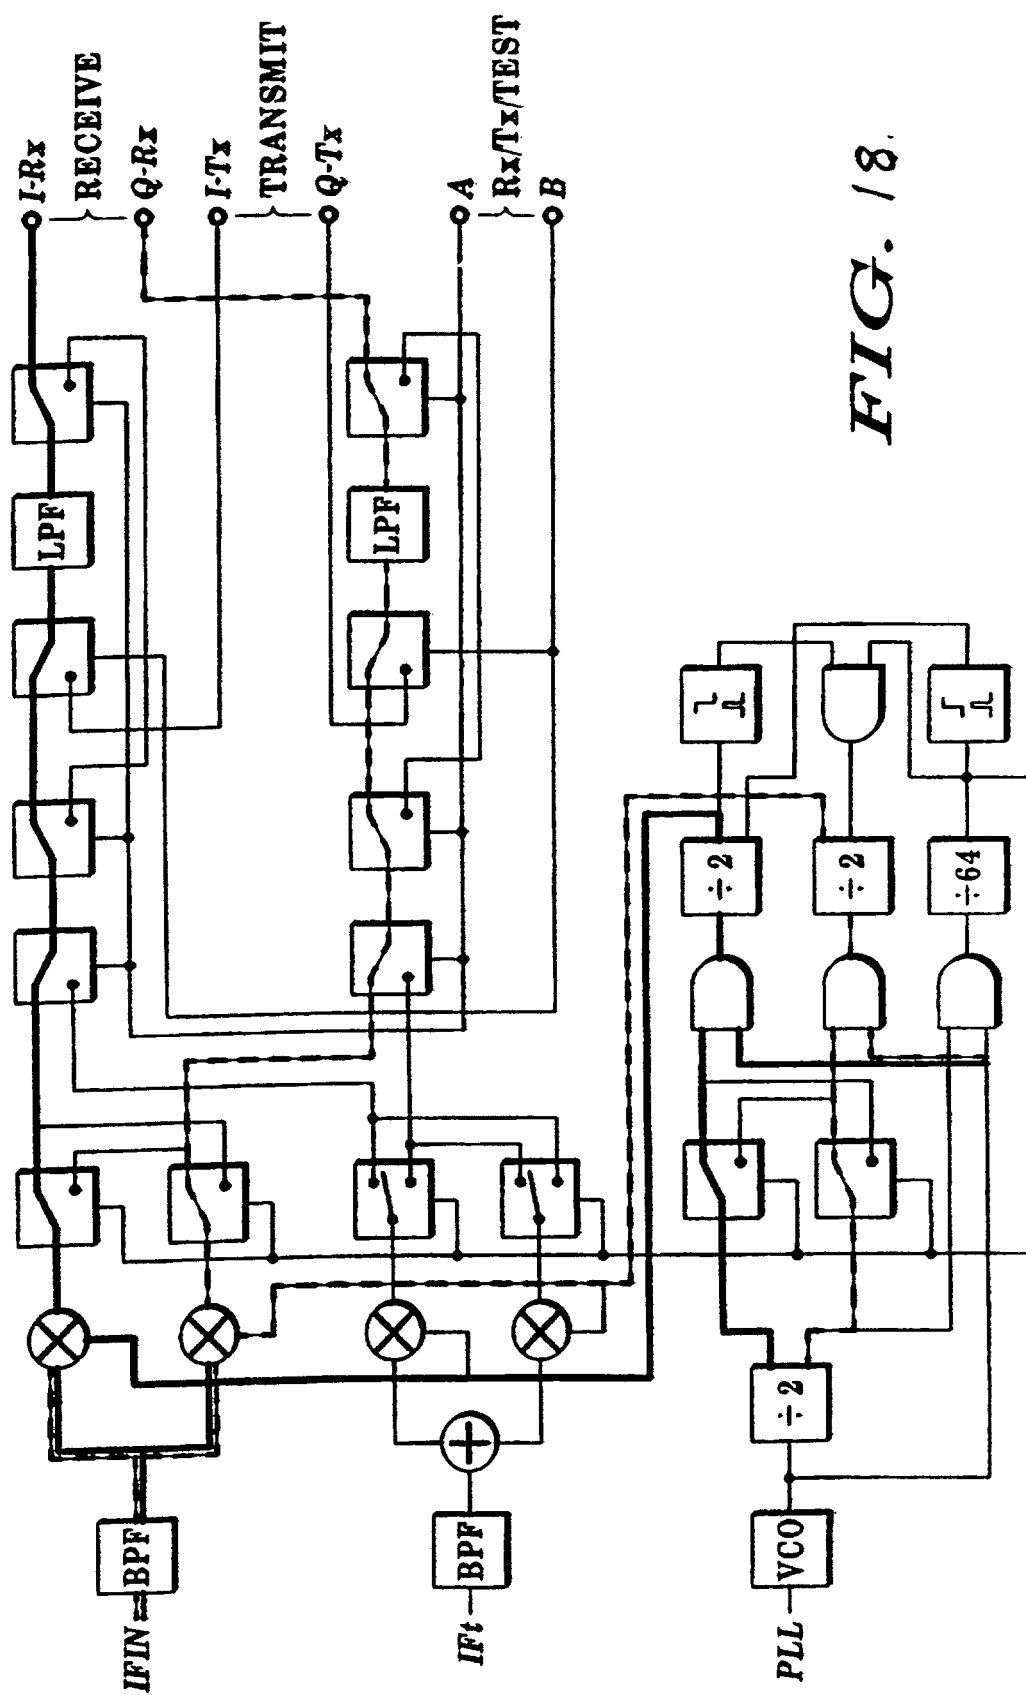 I-Rx
RECEIVE
Q-Rx
I-Tx
TRANSMIT
Q-Tx
A
Rx/Tx/TEST
B
LPF
LPF
÷2
÷2
÷64
÷2
BPF
IFIN
BPF
IFt
VCO
PLL
FIG. 18.